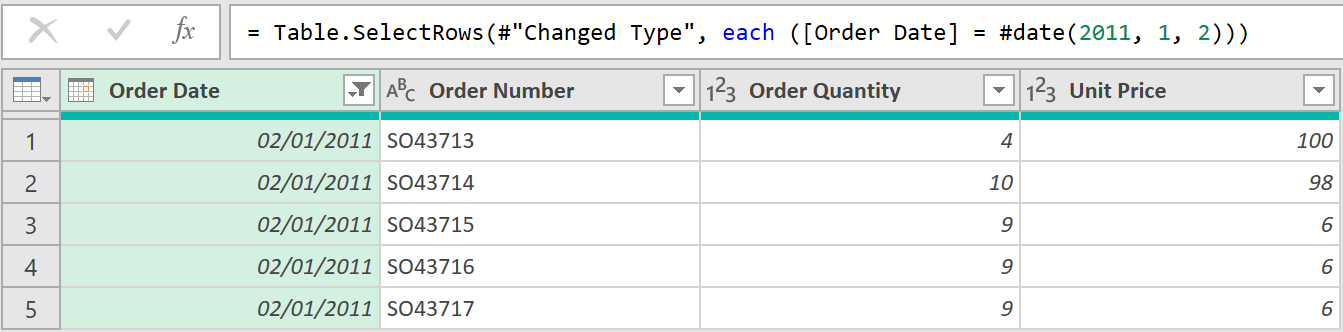 fx = Table.SelectRows(#"Changed Type", each ([Order Date] = #date(2011, 1, 2)))
Order Date ABC Order Number 123 Order Quantity 123 Unit Price
1 02/01/2011 SO43713 4 100
2 02/01/2011 SO43714 10 98
3 02/01/2011 SO43715 9 6
4 02/01/2011 SO43716 9 6
5 02/01/2011 SO43717 9 6